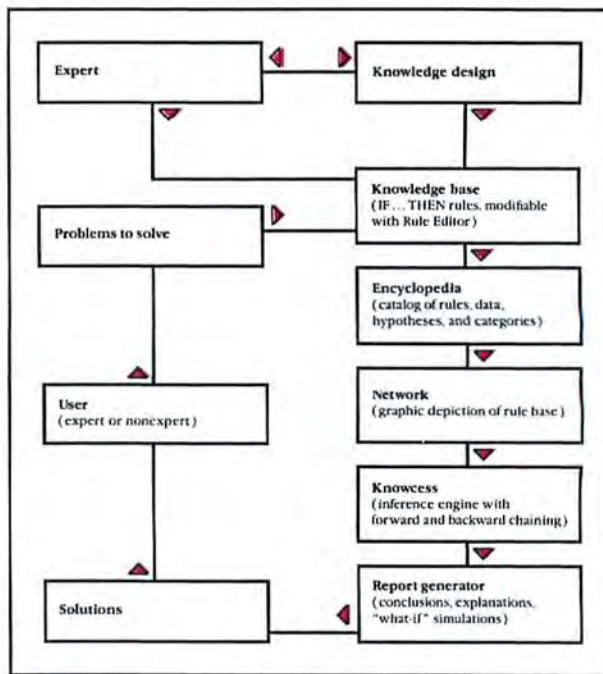 Expert
Knowledge design
Knowledge base
(IF...THEN rules, modifiable
with Rule Editor)
Problems to solve
Encyclopedia
(catalog of rules, data,
hypotheses, and categories)
User
(expert or nonexpert)
Network
(graphic depiction of rule base)
Knowcess
(inference engine with
forward and backward chaining)
Solutions
Report generator
(conclusions, explanations,
"what-if" simulations)